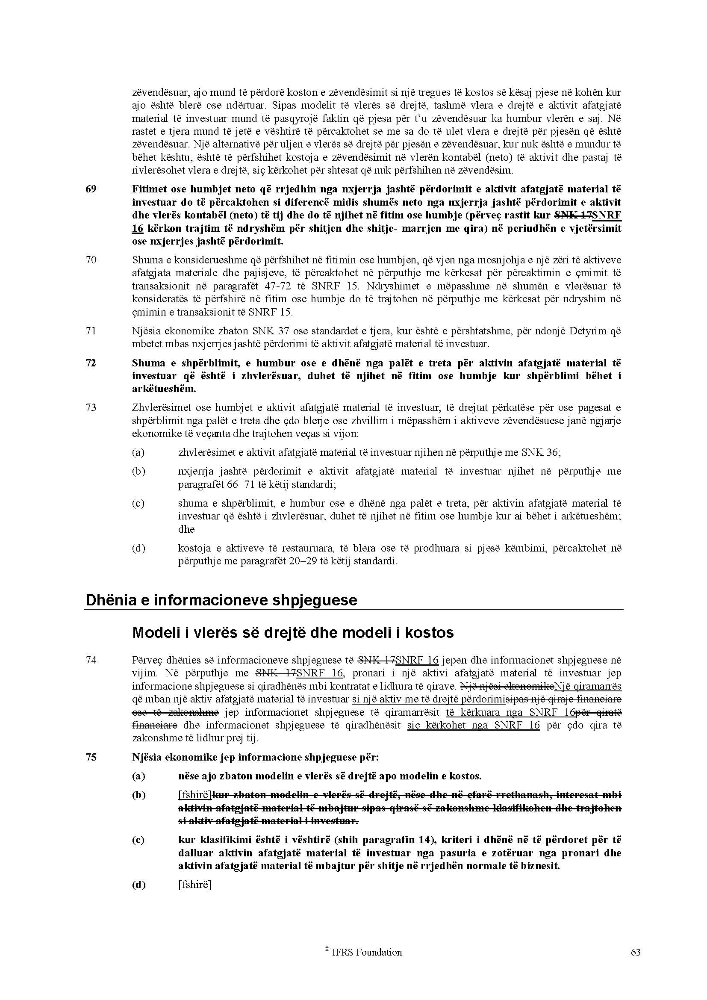 zëvendësuar, ajo mund të përdorë koston e zëvendësimit si një tregues të kostos së kësaj pjese në kohën kur
ajo është blerë ose ndërtuar. Sipas modelit të vlerës së drejtë, tashmë vlera e drejtë e aktivit afatgjatë
material të investuar mund të pasqyrojë faktin që pjesa për t’u zëvendësuar ka humbur vlerën e saj. Në
rastet e tjera mund të jetë e vështirë të përcaktohet se me sa do të ulet vlera e drejtë për pjesën që është
zëvendësuar. Një alternativë për uljen e vlerës së drejtë për pjesën e zëvendësuar, kur nuk është e mundur të
bëhet kështu, është të përfshihet kostoja e zëvendësimit në vlerën kontabël (neto) të aktivit dhe pastaj të
rivlerësohet vlera e drejtë, siç kërkohet për shtesat që nuk përfshihen në zëvendësim.
69 Fitimet ose humbjet neto që rrjedhin nga nxjerrja jashtë përdorimit e aktivit afatgjatë material të
investuar do të përcaktohen si diferencë midis shumës neto nga nxjerrja jashtë përdorimit e aktivit
dhe vlerës kontabël (neto) të tij dhe do të njihet në fitim ose humbje (përveç rastit kur SNK 17SNRF
16 kërkon trajtim të ndryshëm për shitjen dhe shitje- marrjen me qira) në periudhën e vjetërsimit
ose nxjerrjes jashtë përdorimit.
70 Shuma e konsiderueshme që përfshihet në fitimin ose humbjen, që vjen nga mosnjohja e një zëri të aktiveve
afatgjata materiale dhe pajisjeve, të përcaktohet në përputhje me kërkesat për përcaktimin e çmimit të
transaksionit në paragrafët 47-72 të SNRF 15. Ndryshimet e mëpasshme në shumën e vlerësuar të
konsideratës të përfshirë në fitim ose humbje do të trajtohen në përputhje me kërkesat për ndryshim në
çmimin e transaksionit të SNRF 15.
71 Njësia ekonomike zbaton SNK 37 ose standardet e tjera, kur është e përshtatshme, për ndonjë Detyrim që
mbetet mbas nxjerrjes jashtë përdorimi të aktivit afatgjatë material të investuar.
72 Shuma e shpërblimit, e humbur ose e dhënë nga palët e treta për aktivin afatgjatë material të
investuar që është i zhvlerësuar, duhet të njihet në fitim ose humbje kur shpërblimi bëhet i
arkëtueshëm.
73 Zhvlerësimet ose humbjet e aktivit afatgjatë material të investuar, të drejtat përkatëse për ose pagesat e
shpërblimit nga palët e treta dhe çdo blerje ose zhvillim i mëpasshëm i aktiveve zëvendësuese janë ngjarje
ekonomike të veçanta dhe trajtohen veças si vijon:
(a) zhvlerësimet e aktivit afatgjatë material të investuar njihen në përputhje me SNK 36;
(b) nxjerrja jashtë përdorimit e aktivit afatgjatë material të investuar njihet në përputhje me
paragrafët 66–71 të këtij standardi;
(c) shuma e shpërblimit, e humbur ose e dhënë nga palët e treta, për aktivin afatgjatë material të
investuar që është i zhvlerësuar, duhet të njihet në fitim ose humbje kur ai bëhet i arkëtueshëm;
dhe
(d) kostoja e aktiveve të restauruara, të blera ose të prodhuara si pjesë këmbimi, përcaktohet në
përputhje me paragrafët 20–29 të këtij standardi.
Dhënia e informacioneve shpjeguese
Modeli i vlerës së drejtë dhe modeli i kostos
74 Përveç dhënies së informacioneve shpjeguese të SNK 17SNRF 16 jepen dhe informacionet shpjeguese në
vijim. Në përputhje me SNK 17SNRF 16, pronari i një aktivi afatgjatë material të investuar jep
informacione shpjeguese si qiradhënës mbi kontratat e lidhura të qirave. Një njësi ekonomikeNjë qiramarrës
që mban një aktiv afatgjatë material të investuar si një aktiv me të drejtë përdorimisipas një qiraje financiare
ose të zakonshme jep informacionet shpjeguese të qiramarrësit të kërkuara nga SNRF 16për qiratë
financiare dhe informacionet shpjeguese të qiradhënësit siç kërkohet nga SNRF 16 për çdo qira të
zakonshme të lidhur prej tij.
75 Njësia ekonomike jep informacione shpjeguese për:
(a) nëse ajo zbaton modelin e vlerës së drejtë apo modelin e kostos.
(b) [fshirë]kur zbaton modelin e vlerës së drejtë, nëse dhe në çfarë rrethanash, interesat mbi
aktivin afatgjatë material të mbajtur sipas qirasë së zakonshme klasifikohen dhe trajtohen
si aktiv afatgjatë material i investuar.
(c) kur klasifikimi është i vështirë (shih paragrafin 14), kriteri i dhënë në të përdoret për të
dalluar aktivin afatgjatë material të investuar nga pasuria e zotëruar nga pronari dhe
aktivin afatgjatë material të mbajtur për shitje në rrjedhën normale të biznesit.
(d) [fshirë]
© IFRS Foundation 63